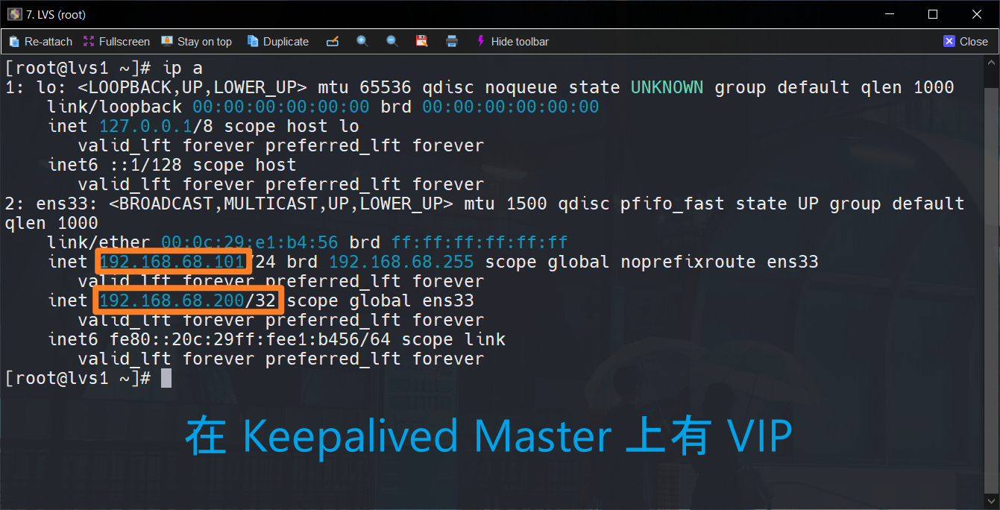 7. LVS (root)
Re-attach Fullscreen Stay on top Duplicate Hide toolbar Close
[root@lvs1 ~]# ip a
1: lo: <LOOPBACK,UP,LOWER_UP> mtu 65536 qdisc noqueue state UNKNOWN group default qlen 1000
    link/loopback 00:00:00:00:00:00 brd 00:00:00:00:00:00
    inet 127.0.0.1/8 scope host lo
       valid_lft forever preferred_lft forever
    inet6 ::1/128 scope host
       valid_lft forever preferred_lft forever
2: ens33: <BROADCAST,MULTICAST,UP,LOWER_UP> mtu 1500 qdisc pfifo_fast state UP group default
qlen 1000
    link/ether 00:0c:29:e1:b4:56 brd ff:ff:ff:ff:ff:ff
    inet 192.168.68.101/24 brd 192.168.68.255 scope global noprefixroute ens33
       valid_lft forever preferred_lft forever
    inet 192.168.68.200/32 scope global ens33
       valid_lft forever preferred_lft forever
    inet6 fe80::20c:29ff:fee1:b456/64 scope link
       valid_lft forever preferred_lft forever
[root@lvs1 ~]#
在 Keepalived Master 上有 VIP